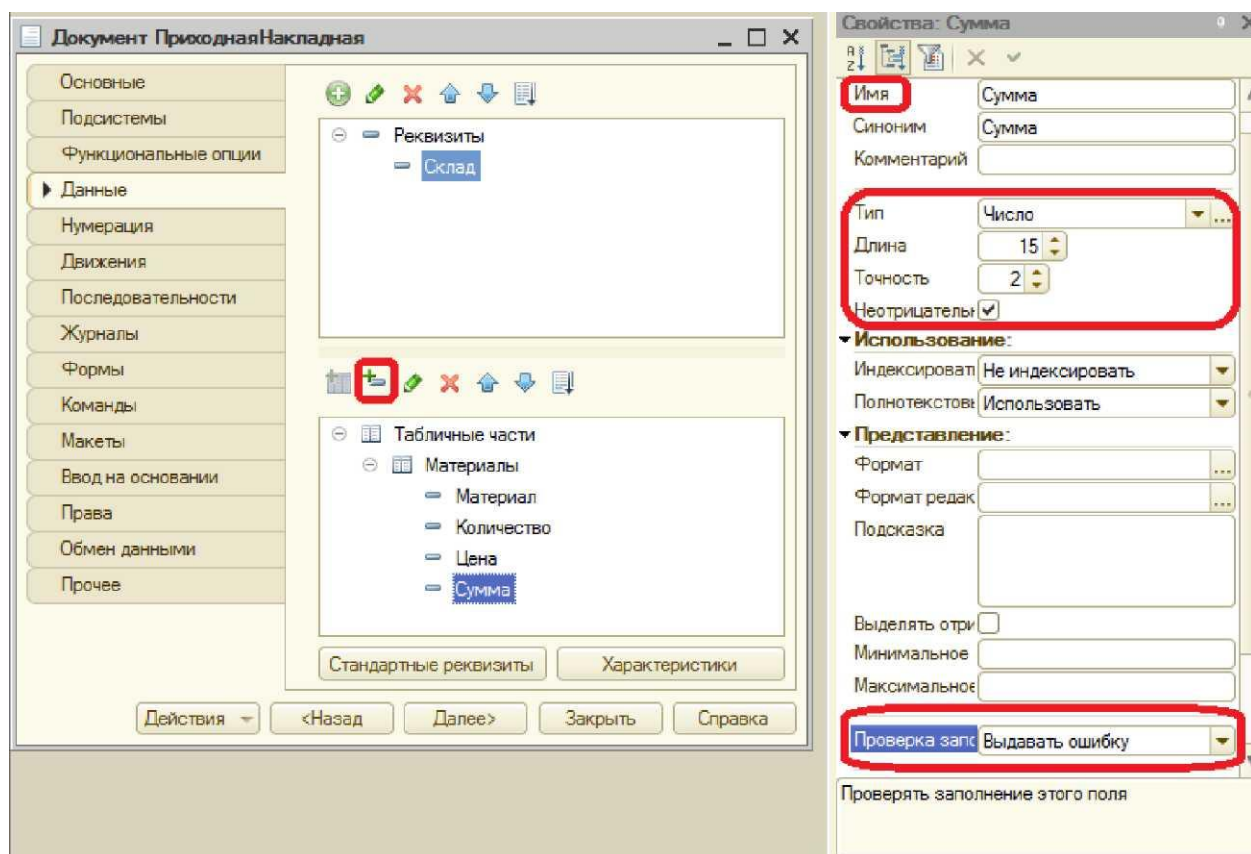 Документ ПриходнаяНакладная
Основные
Подсистемы
Функциональные опции
Данные
Нумерация
Движения
Последовательности
Журналы
Формы
Команды
Макеты
Ввод на основании
Права
Обмен данными
Прочее
Реквизиты
Склад
Табличные части
Материалы
Материал
Количество
Цена
Сумма
Стандартные реквизиты
Характеристики
Действия
<Назад
Далее>
Закрыть
Справка
Свойства: Сумма
Имя Сумма
Синоним Сумма
Комментарий
Тип Число ...
Длина 15
Точность 2
Неотрицательн
Использование:
Индексироват Не индексировать
Полнотекстовы Использовать
Представление:
Формат ...
Формат редак ...
Подсказка
Выделять отри
Минимальное
Максимальное
Проверка запо Выдавать ошибку
Проверять заполнение этого поля